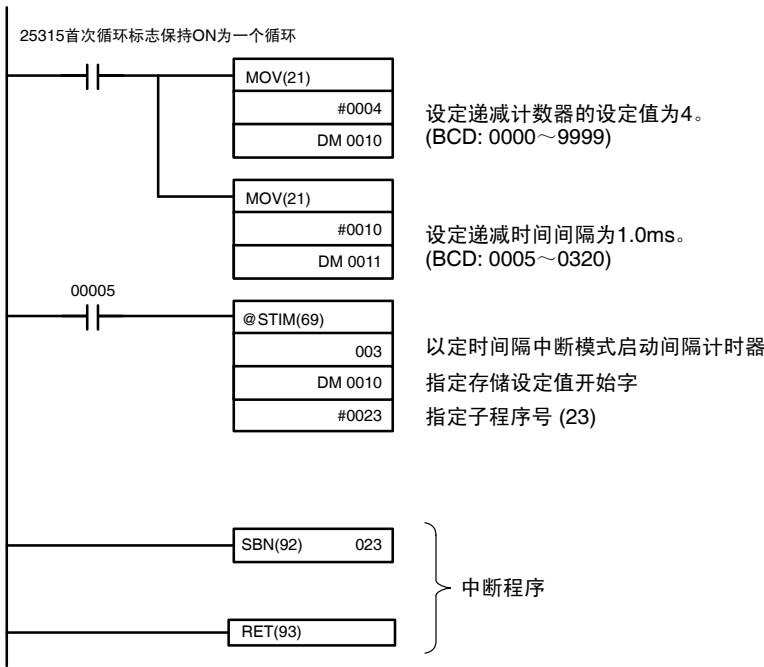 25315首次循环标志保持ON为一个循环
MOV(21)
#0004
DM 0010
设定递减计数器的设定值为4。
(BCD: 0000～9999)
MOV(21)
#0010
DM 0011
设定递减时间间隔为1.0ms。
(BCD: 0005～0320)
00005
@STIM(69)
003
DM 0010
#0023
以定时间隔中断模式启动间隔计时器
指定存储设定值开始字
指定子程序号 (23)
SBN(92) 023
中断程序
RET(93)